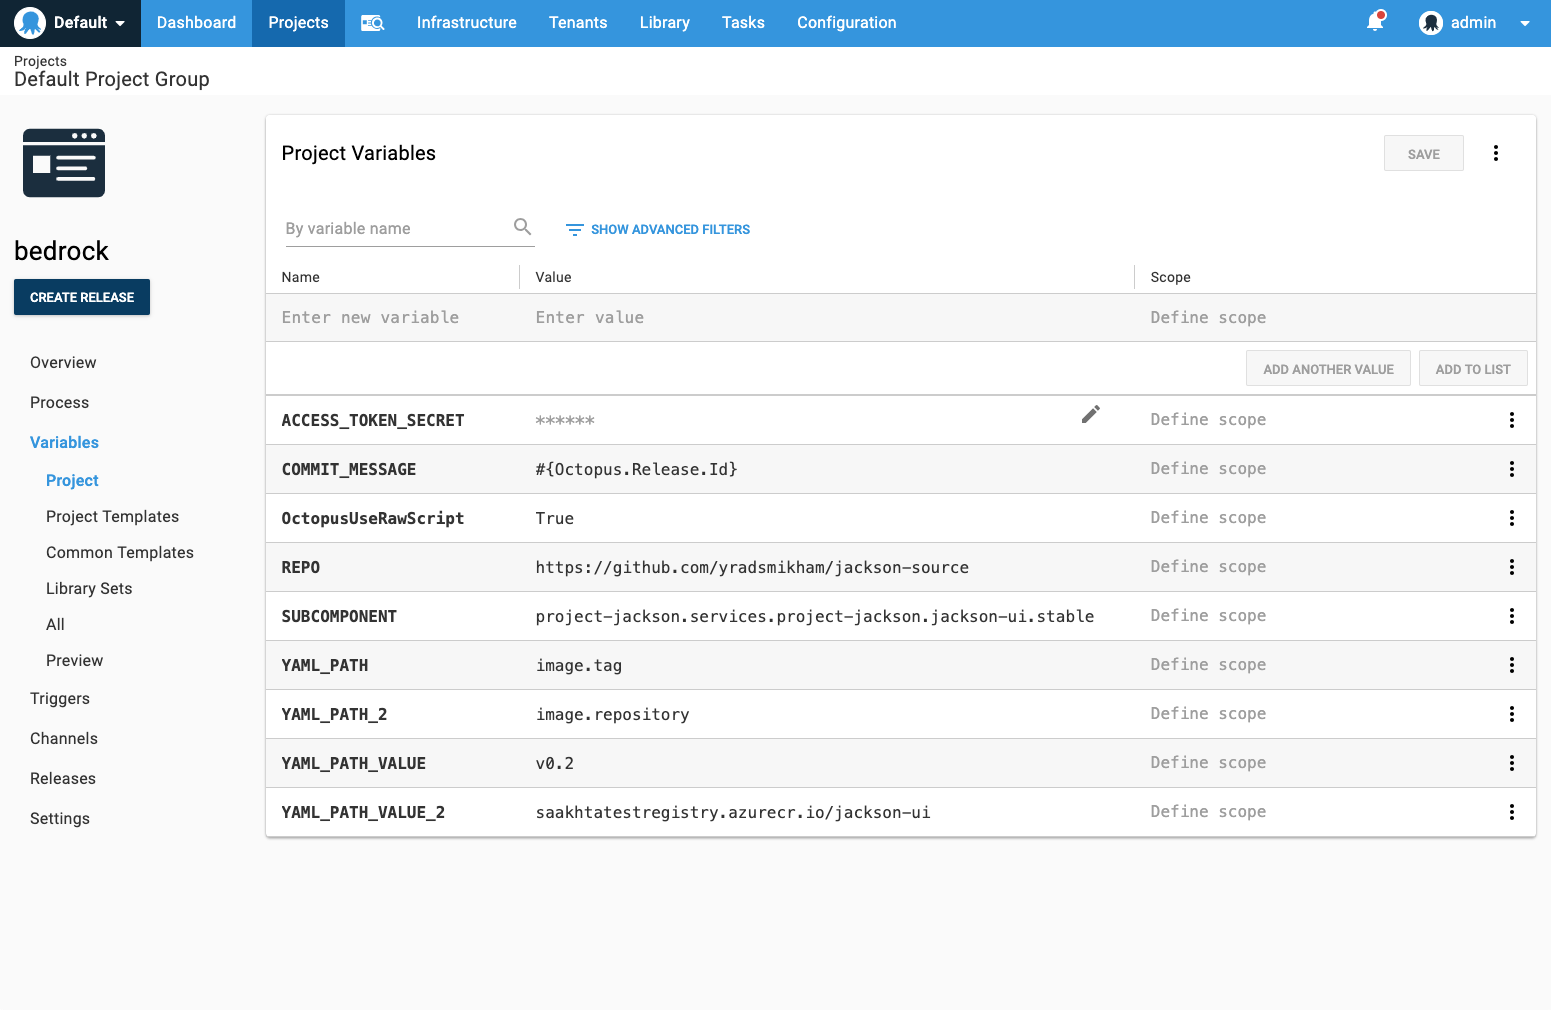 Default Dashboard Projects Infrastructure Tenants Library Tasks Configuration admin
Projects
Default Project Group
bedrock
CREATE RELEASE
Overview
Process
Variables
Project
Project Templates
Common Templates
Library Sets
All
Preview
Triggers
Channels
Releases
Settings
Project Variables SAVE
By variable name SHOW ADVANCED FILTERS
Name Value Scope
Enter new variable Enter value Define scope
ADD ANOTHER VALUE ADD TO LIST
ACCESS_TOKEN_SECRET ****** Define scope
COMMIT_MESSAGE #{Octopus.Release.Id} Define scope
OctopusUseRawScript True Define scope
REPO https://github.com/yradsmikham/jackson-source Define scope
SUBCOMPONENT project-jackson.services.project-jackson.jackson-ui.stable Define scope
YAML_PATH image.tag Define scope
YAML_PATH_2 image.repository Define scope
YAML_PATH_VALUE v0.2 Define scope
YAML_PATH_VALUE_2 saakhtatestregistry.azurecr.io/jackson-ui Define scope